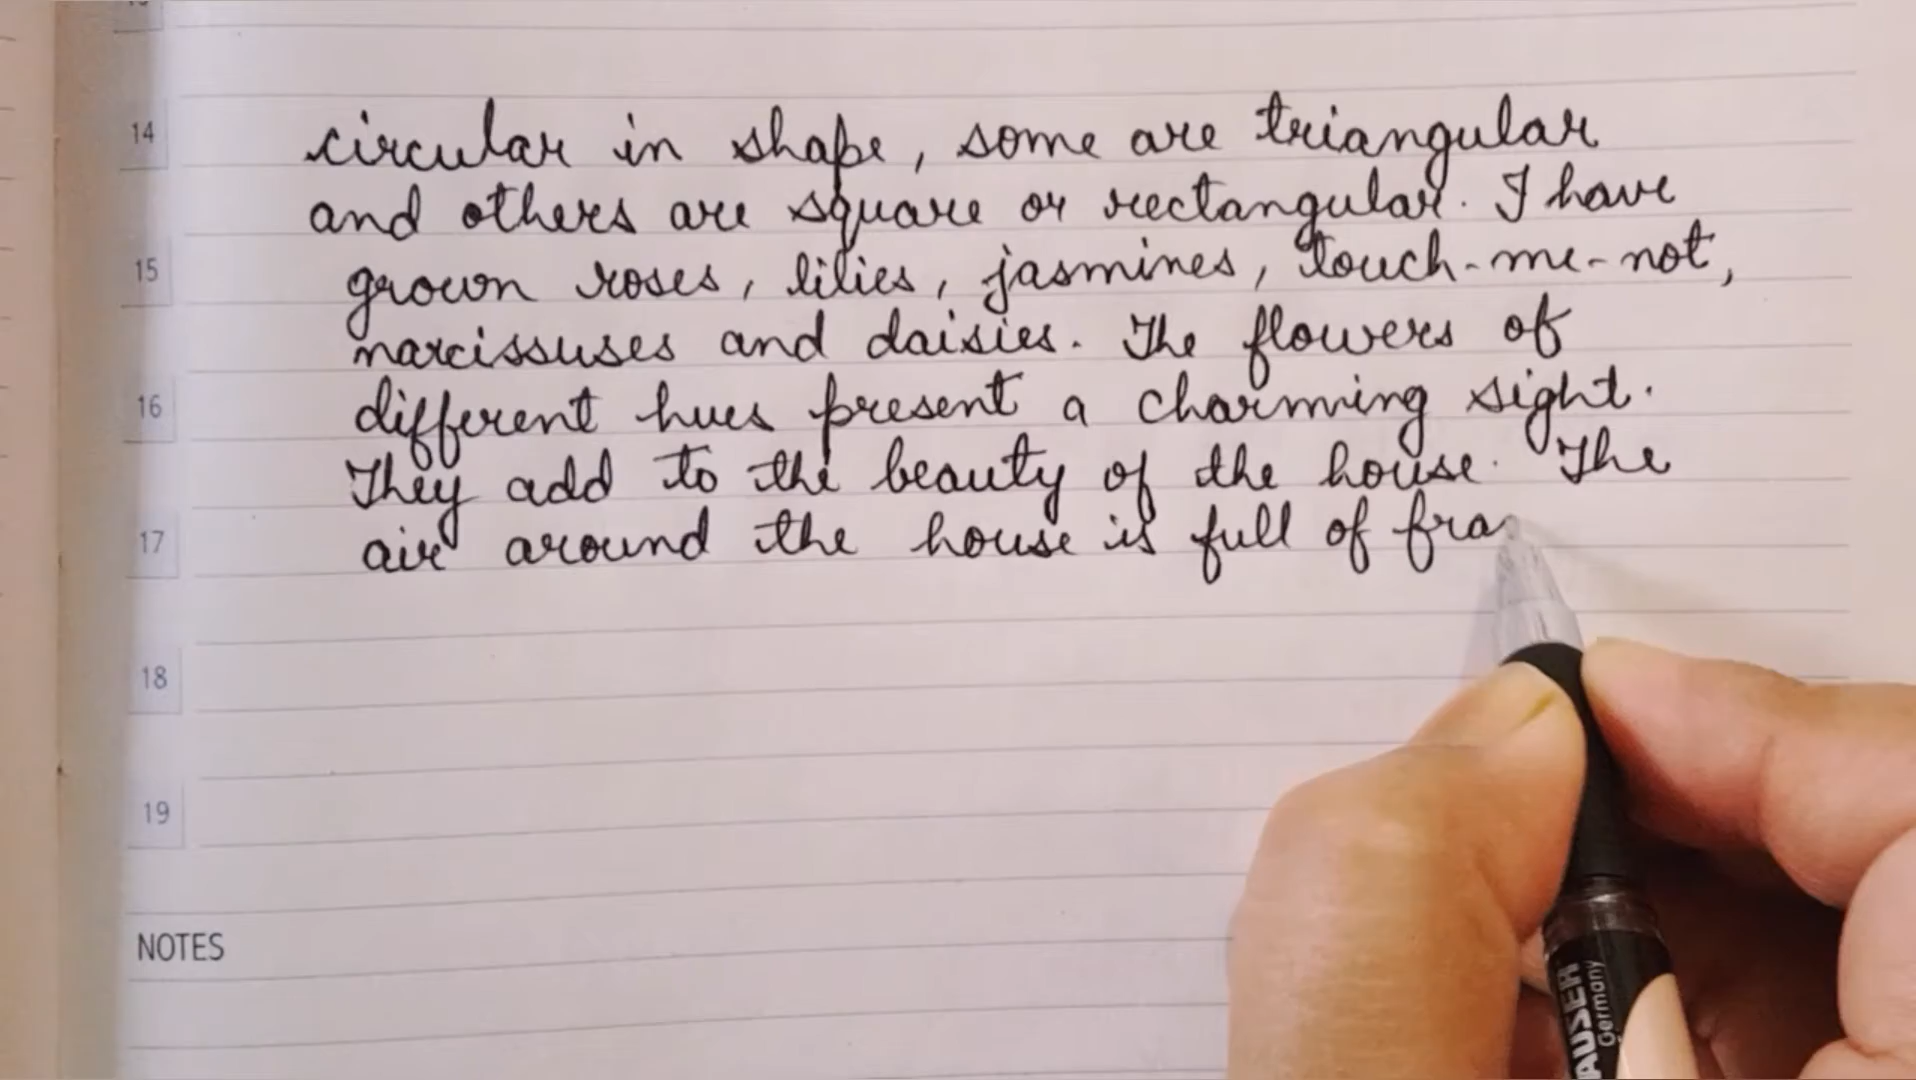 14
circular in shape, some are triangular
and others are square or rectangular. I have
15
grown roses, lilies, jasmines, touch-me-not,
narcissuses and daisies. The flowers of
16
different hues present a charming sight.
They add to the beauty of the house. The
17
air around the house is full of fra
18
19
NOTES
AUSER
Germany